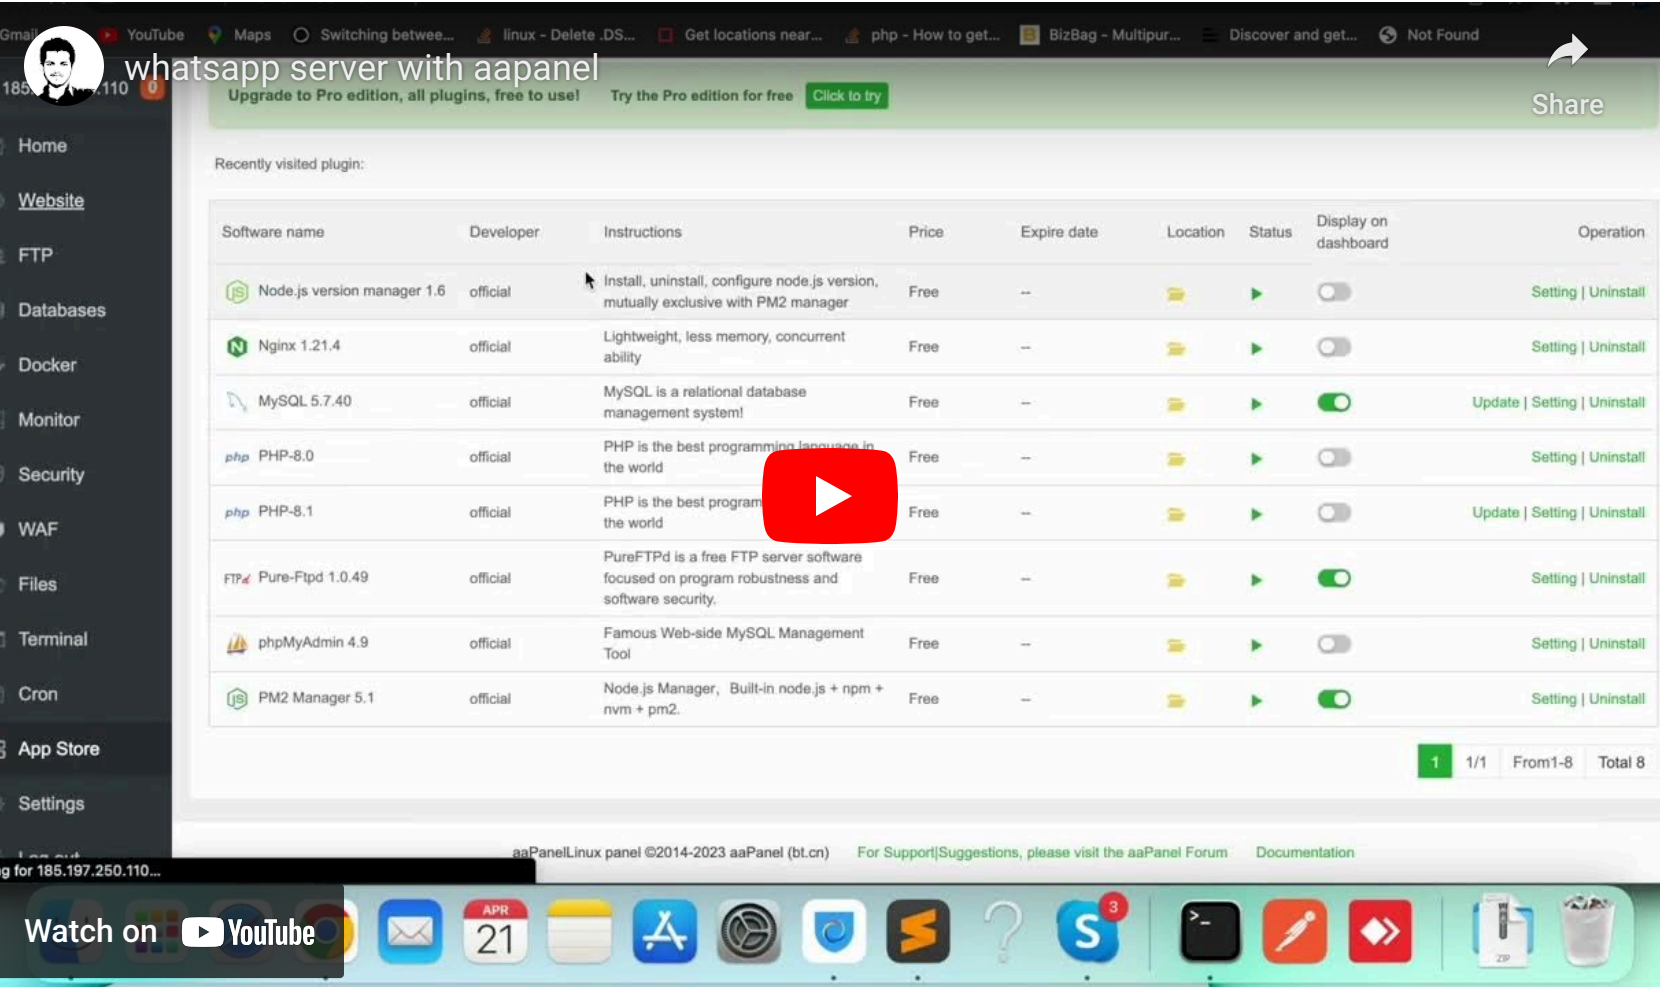 Gmail YouTube Maps Switching betwee... linux - Delete .DS... Get locations near... php - How to get... BizBag - Multipur... Discover and get... Not Found
whatsapp server with aapanel
Share
185. .110 0
Upgrade to Pro edition, all plugins, free to use! Try the Pro edition for free Click to try
Home
Website
FTP
Databases
Docker
Monitor
Security
WAF
Files
Terminal
Cron
App Store
Settings
Log out
Recently visited plugin:
Software name Developer Instructions Price Expire date Location Status Display on dashboard Operation
Node.js version manager 1.6 official Install, uninstall, configure node.js version, mutually exclusive with PM2 manager Free -- Setting | Uninstall
Nginx 1.21.4 official Lightweight, less memory, concurrent ability Free -- Setting | Uninstall
MySQL 5.7.40 official MySQL is a relational database management system! Free -- Update | Setting | Uninstall
php PHP-8.0 official PHP is the best programming language in the world Free -- Setting | Uninstall
php PHP-8.1 official PHP is the best program the world Free -- Update | Setting | Uninstall
FTPd Pure-Ftpd 1.0.49 official PureFTPd is a free FTP server software focused on program robustness and software security. Free -- Setting | Uninstall
phpMyAdmin 4.9 official Famous Web-side MySQL Management Tool Free -- Setting | Uninstall
JS PM2 Manager 5.1 official Node.js Manager, Built-in node.js + npm + nvm + pm2. Free -- Setting | Uninstall
1 1/1 From1-8 Total 8
aaPanelLinux panel ©2014-2023 aaPanel (bt.cn) For Support|Suggestions, please visit the aaPanel Forum Documentation
g for 185.197.250.110...
Watch on YouTube
APR
21
S 3
ZIP